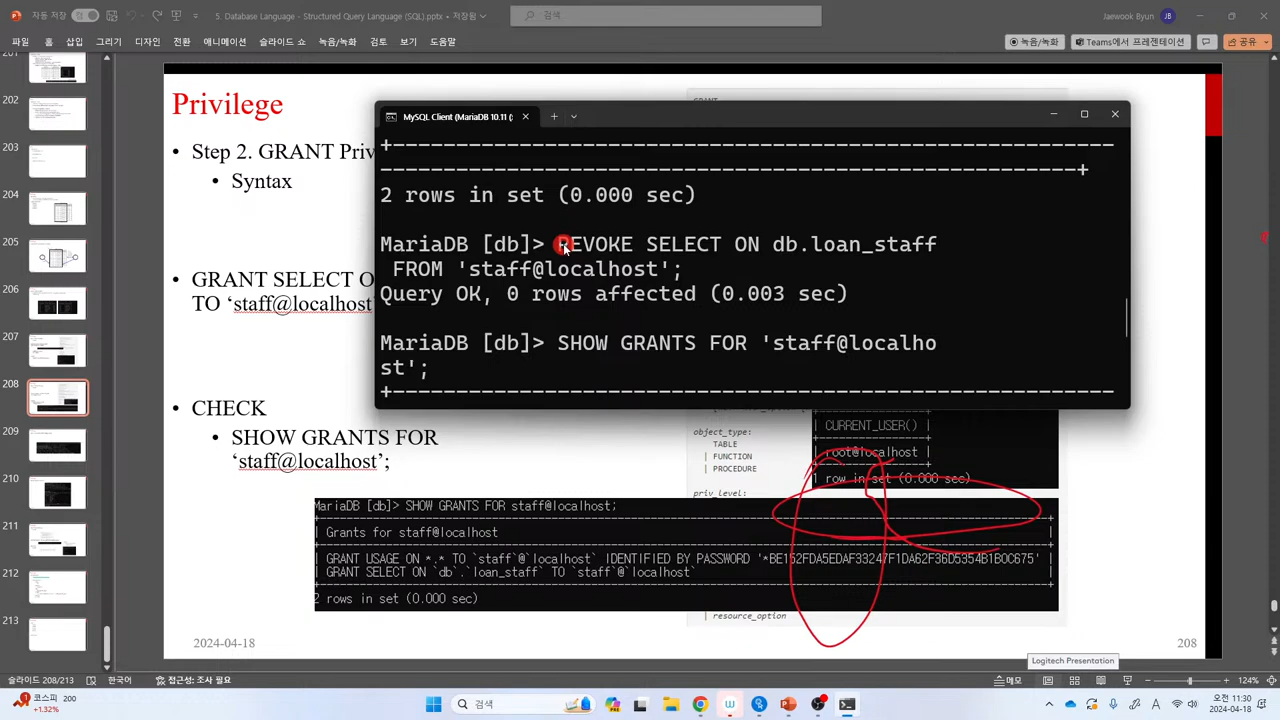 자동 저장
5. Database Language - Structured Query Language (SQL).pptx • 저장됨
검색
Jaewook Byun
JB
파일
홈
삽입
그리기
디자인
전환
애니메이션
슬라이드 쇼
녹음/녹화
검토
보기
도움말
녹음/녹화
Teams에서 프레젠테이션
공유
203
205
206
207
208
209
210
211
Privilege
• Step 2. GRANT Priv
• Syntax
• GRANT SELECT O
TO ‘staff@localhost’
• CHECK
• SHOW GRANTS FOR
‘staff@localhost’;
MySQL Client (MariaDB 10.11 (
2 rows in set (0.000 sec)
MariaDB [db]> REVOKE SELECT ON db.loan_staff
FROM 'staff@localhost';
Query OK, 0 rows affected (0.003 sec)
MariaDB [db]> SHOW GRANTS FOR 'staff@localho
st';
object_type:
TABLE
| FUNCTION
| PROCEDURE
priv_level:
| CURRENT_USER() |
| root@localhost |
1 row in set (0.000 sec)
MariaDB [db]> SHOW GRANTS FOR staff@localhost;
| Grants for staff@localhost
| GRANT USAGE ON *.* TO `staff`@`localhost` IDENTIFIED BY PASSWORD '*BE152FDA5EDAF33247F1DA62F36D5354B1B0C675' |
| GRANT SELECT ON `db`.`loan_staff` TO `staff`@`localhost` |
2 rows in set (0.000 sec)
| resource_option
2024-04-18
208
Logitech Presentation
슬라이드 208/213
한국어
접근성: 조사 필요
124%
코스피
+1.32%
검색
오전 11:30
2024-04-18